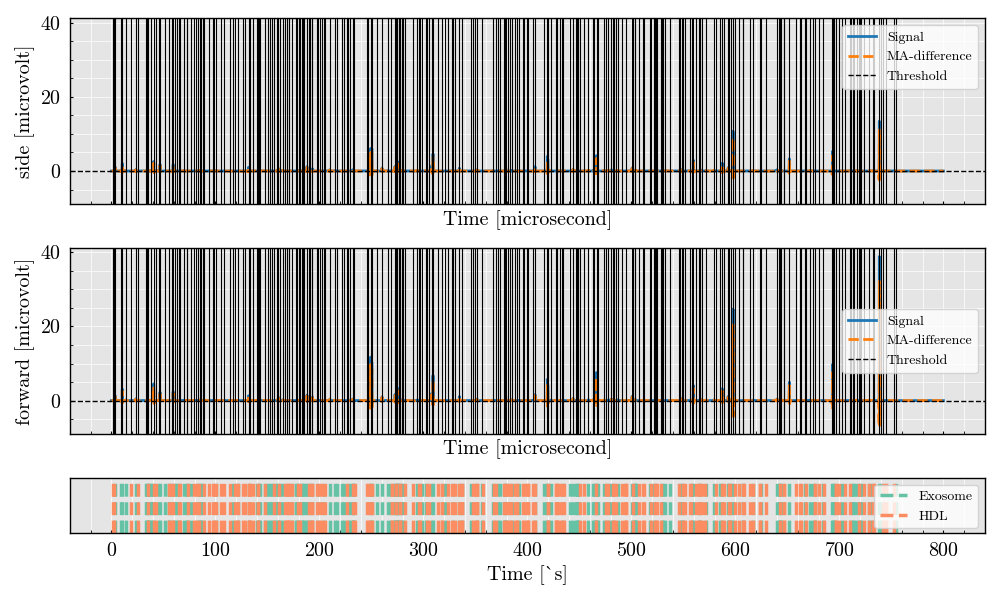 40
20
0
side [microvolt]
Signal
MA-difference
Threshold
Time [microsecond]
40
20
0
forward [microvolt]
Signal
MA-difference
Threshold
Time [microsecond]
Exosome
HDL
0 100 200 300 400 500 600 700 800
Time [`s]